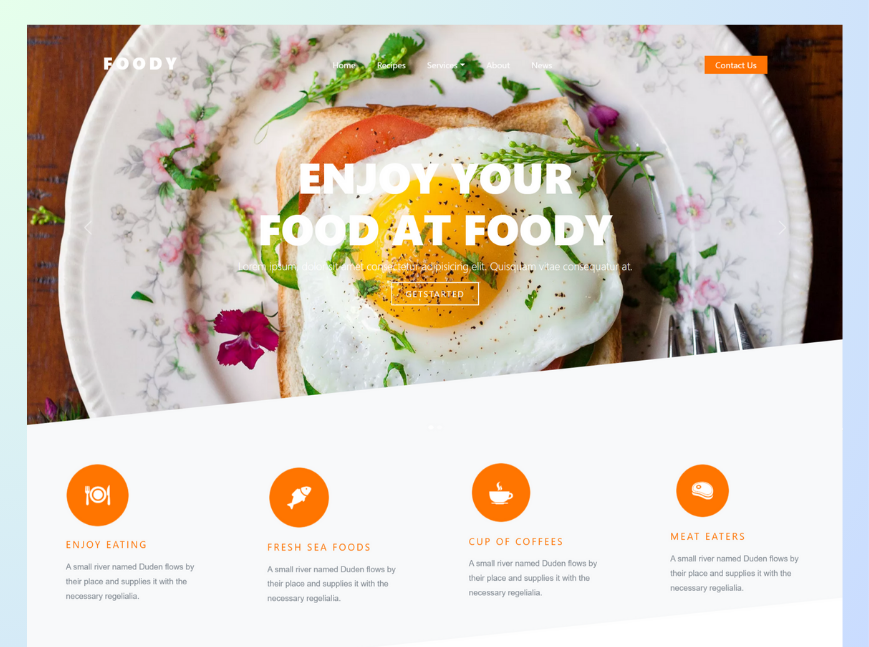 FOODY
Home Recipes Services About News
Contact Us
ENJOY YOUR
FOOD AT FOODY
Lorem ipsum, dolor sit amet consectetur adipisicing elit. Quisquam vitae consequatur at.
GETSTARTED
ENJOY EATING
A small river named Duden flows by
their place and supplies it with the
necessary regelialia.
FRESH SEA FOODS
A small river named Duden flows by
their place and supplies it with the
necessary regelialia.
CUP OF COFFEES
A small river named Duden flows by
their place and supplies it with the
necessary regelialia.
MEAT EATERS
A small river named Duden flows by
their place and supplies it with the
necessary regelialia.